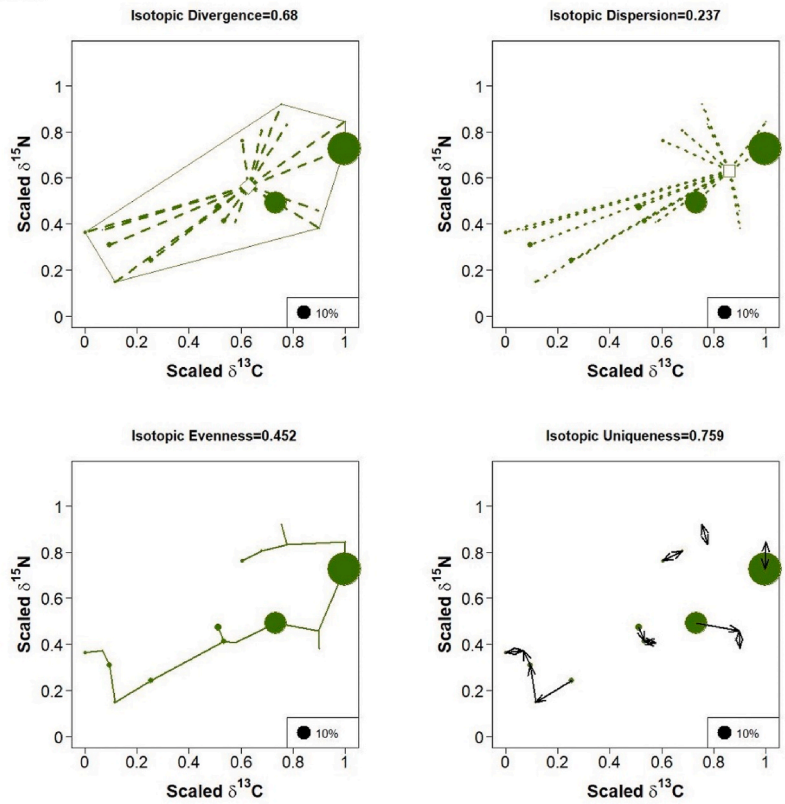 Isotopic Divergence=0.68
1
0.8
0.6
0.4
0.2
0
Scaled δ¹⁵N
10%
0 0.2 0.4 0.6 0.8 1
Scaled δ¹³C
Isotopic Dispersion=0.237
1
0.8
0.6
0.4
0.2
0
Scaled δ¹⁵N
10%
0 0.2 0.4 0.6 0.8 1
Scaled δ¹³C
Isotopic Evenness=0.452
1
0.8
0.6
0.4
0.2
0
Scaled δ¹⁵N
10%
0 0.2 0.4 0.6 0.8 1
Scaled δ¹³C
Isotopic Uniqueness=0.759
1
0.8
0.6
0.4
0.2
0
Scaled δ¹⁵N
10%
0 0.2 0.4 0.6 0.8 1
Scaled δ¹³C